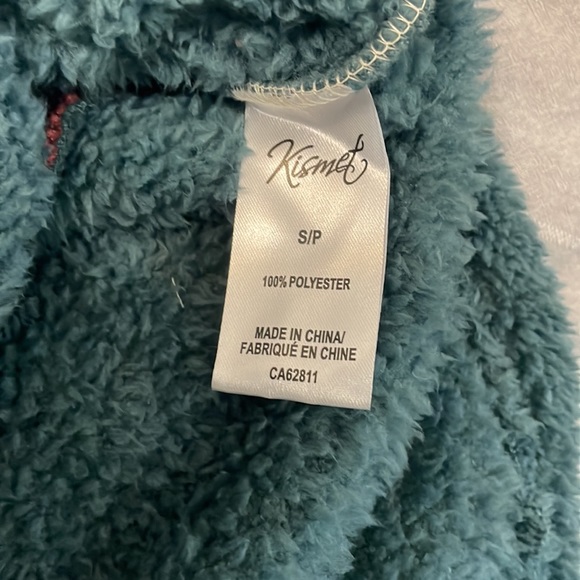 Kismet
S/P
100% POLYESTER
MADE IN CHINA/
FABRIQUÉ EN CHINE
CA62811